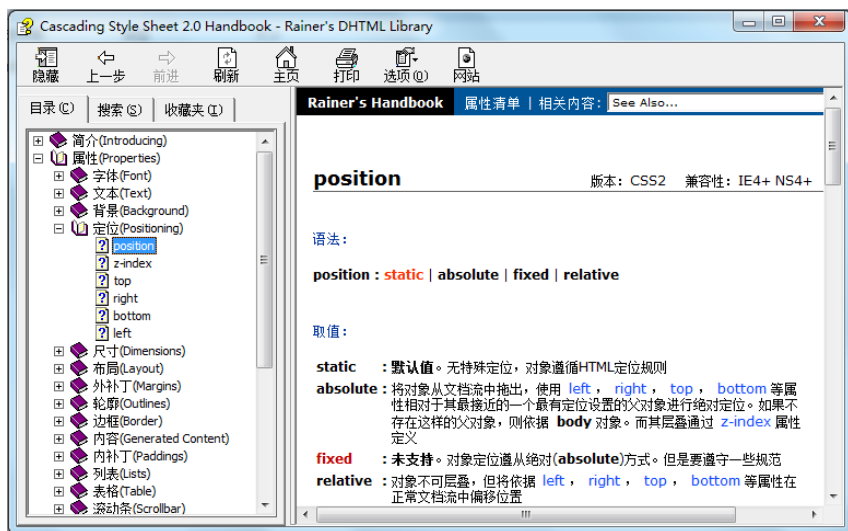 Cascading Style Sheet 2.0 Handbook - Rainer's DHTML Library
隐藏 上一步 前进 刷新 主页 打印 选项(O) 网站
目录(C) 搜索(S) 收藏夹(I)
简介(Introducing)
属性(Properties)
字体(Font)
文本(Text)
背景(Background)
定位(Positioning)
position
z-index
top
right
bottom
left
尺寸(Dimensions)
布局(Layout)
外补丁(Margins)
轮廓(Outlines)
边框(Border)
内容(Generated Content)
内补丁(Paddings)
列表(Lists)
表格(Table)
滚动条(Scrollbar)
Rainer's Handbook 属性清单 | 相关内容: See Also...
position 版本: CSS2 兼容性: IE4+ NS4+
语法:
position : static | absolute | fixed | relative
取值:
static : 默认值。无特殊定位，对象遵循HTML定位规则
absolute : 将对象从文档流中拖出，使用 left ， right ， top ， bottom 等属
性相对于其最接近的一个最有定位设置的父对象进行绝对定位。如果不
存在这样的父对象，则依据 body 对象。而其层叠通过 z-index 属性
定义
fixed : 未支持。对象定位遵从绝对(absolute)方式。但是要遵守一些规范
relative : 对象不可层叠，但将依据 left ， right ， top ， bottom 等属性在
正常文档流中偏移位置